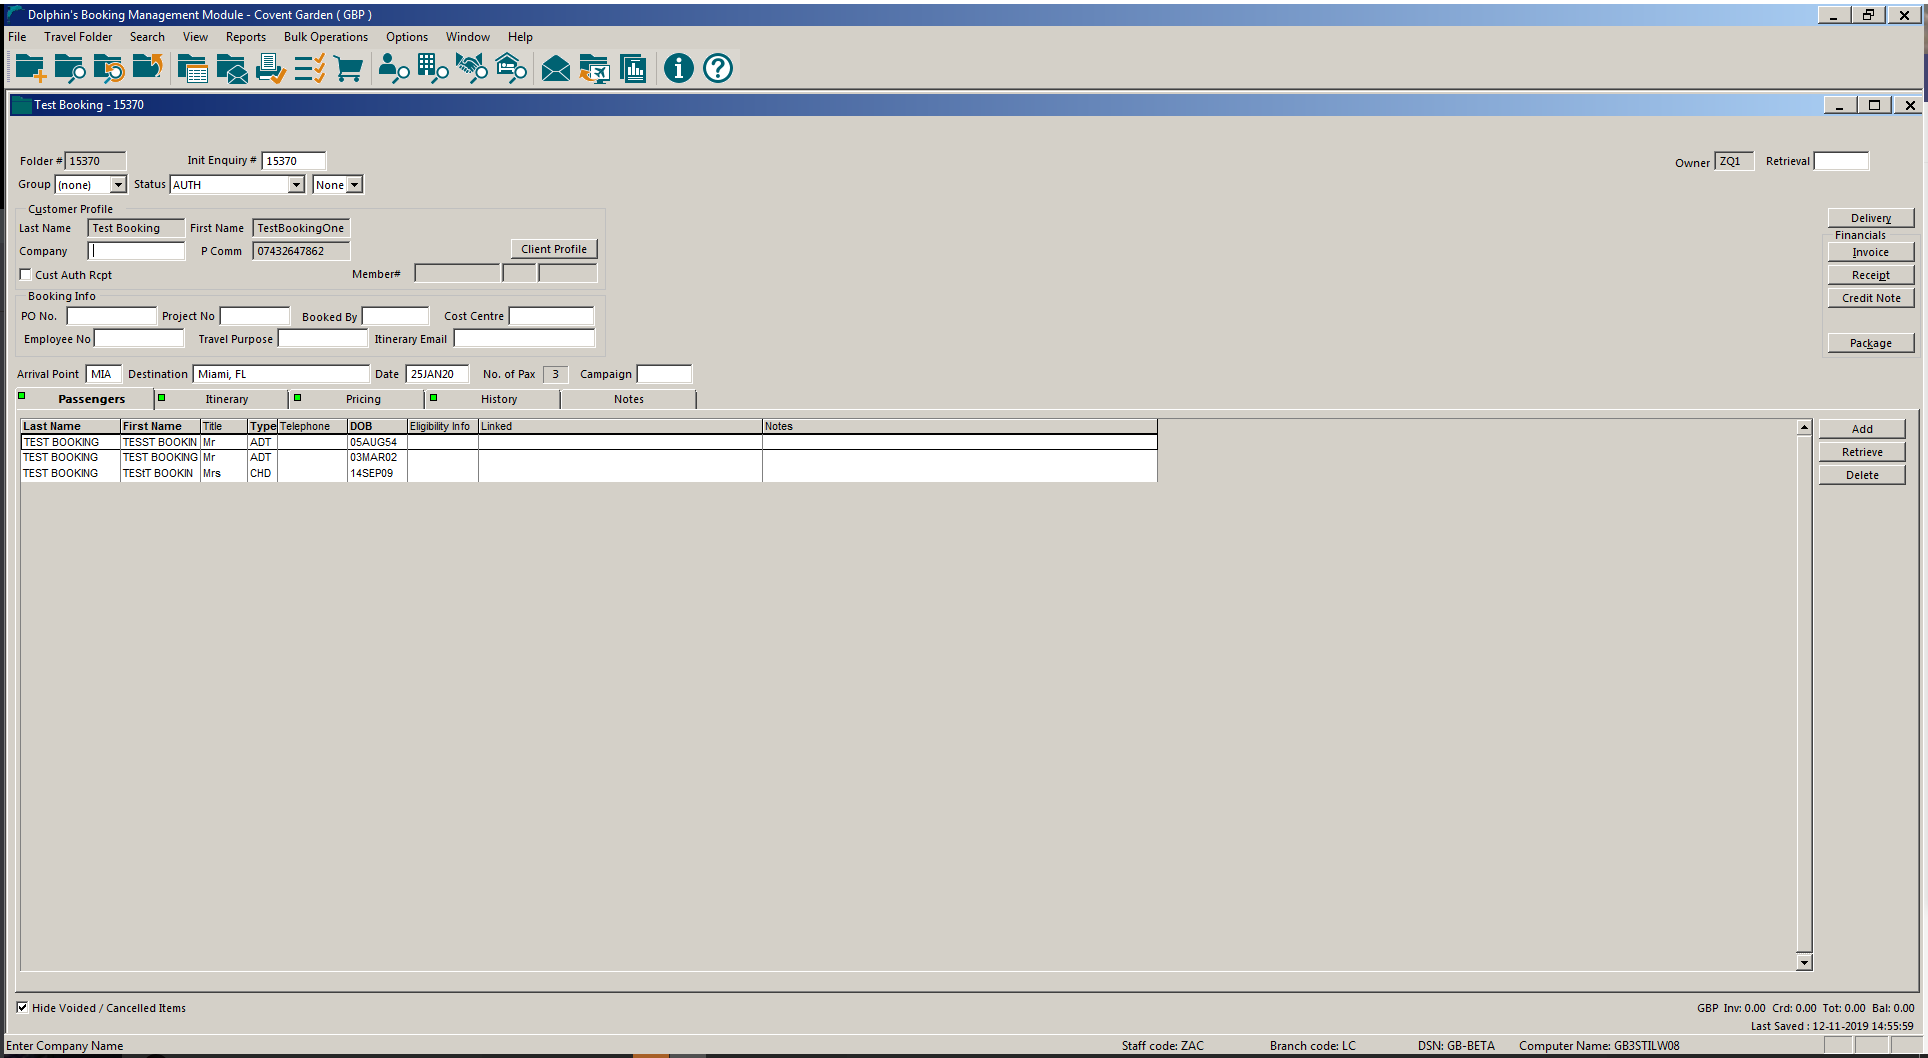 Dolphin's Booking Management Module - Covent Garden ( GBP )
File Travel Folder Search View Reports Bulk Operations Options Window Help
Test Booking - 15370
Folder # 15370 Init Enquiry # 15370 Owner ZQ1 Retrieval
Group (none) Status AUTH None
Customer Profile
Last Name Test Booking First Name TestBookingOne
Company P Comm 07432647862 Client Profile
Cust Auth Rcpt Member#
Booking Info
PO No. Project No Booked By Cost Centre
Employee No Travel Purpose Itinerary Email
Delivery
Financials
Invoice
Receipt
Credit Note
Package
Arrival Point MIA Destination Miami, FL Date 25JAN20 No. of Pax 3 Campaign
Passengers Itinerary Pricing History Notes
Last Name First Name Title Type Telephone DOB Eligibility Info Linked Notes
TEST BOOKING TESST BOOKIN Mr ADT 05AUG54
TEST BOOKING TEST BOOKING Mr ADT 03MAR02
TEST BOOKING TEStT BOOKIN Mrs CHD 14SEP09
Add
Retrieve
Delete
Hide Voided / Cancelled Items
GBP Inv: 0.00 Crd: 0.00 Tot: 0.00 Bal: 0.00
Last Saved : 12-11-2019 14:55:59
Enter Company Name Staff code: ZAC Branch code: LC DSN: GB-BETA Computer Name: GB3STILW08